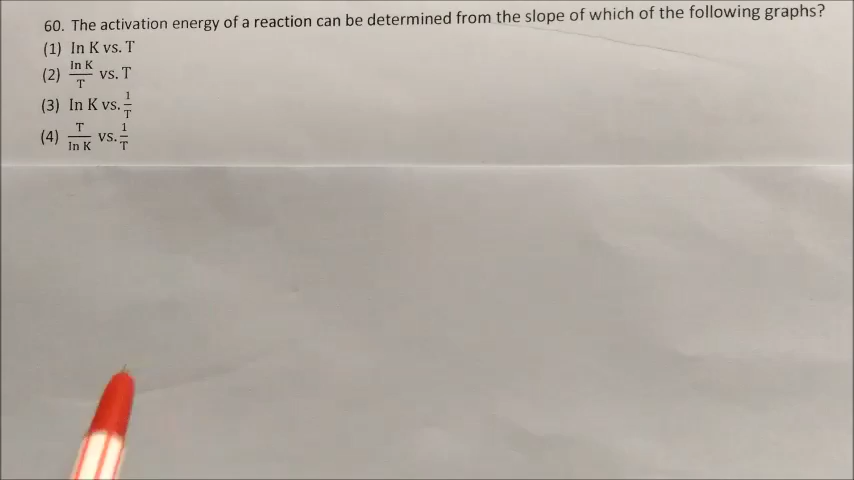 60. The activation energy of a reaction can be determined from the slope of which of the following graphs?
(1) In K vs. T
(2) In K/T vs. T
(3) In K vs. 1/T
(4) T/In K vs. 1/T